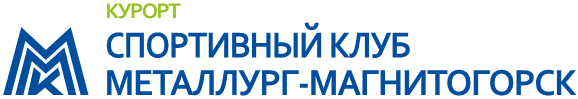 КУРОРТ
СПОРТИВНЫЙ КЛУБ
МЕТАЛЛУРГ-МАГНИТОГОРСК